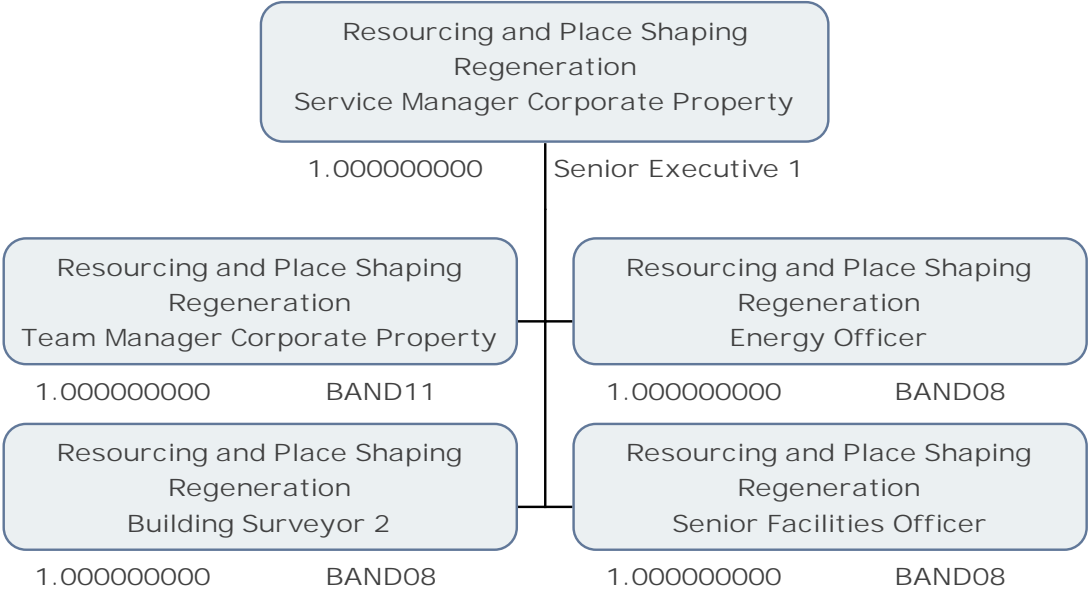 Resourcing and Place Shaping
Regeneration
Service Manager Corporate Property
1.000000000 Senior Executive 1
Resourcing and Place Shaping
Regeneration
Team Manager Corporate Property
1.000000000 BAND11
Resourcing and Place Shaping
Regeneration
Energy Officer
1.000000000 BAND08
Resourcing and Place Shaping
Regeneration
Building Surveyor 2
1.000000000 BAND08
Resourcing and Place Shaping
Regeneration
Senior Facilities Officer
1.000000000 BAND08